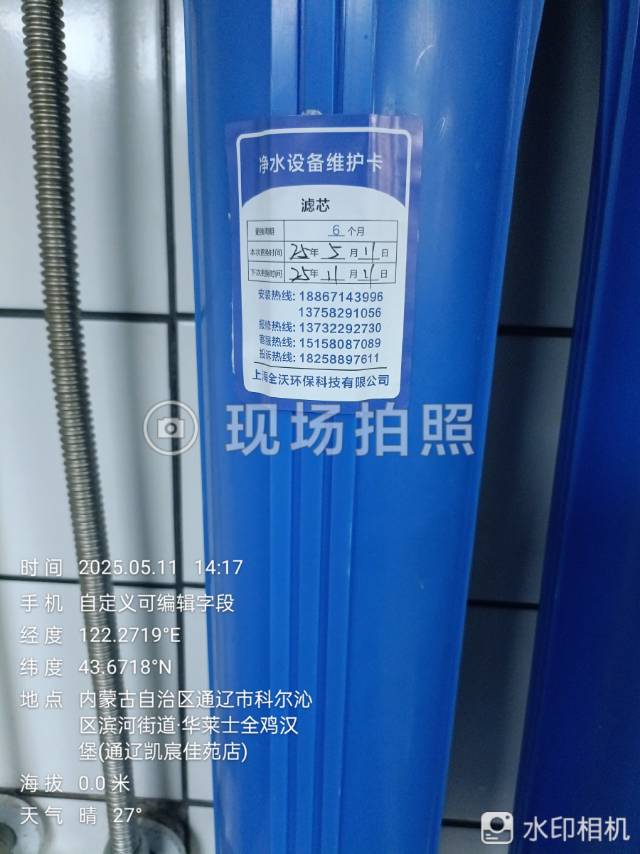 净水设备维护卡
滤芯
更换周期 6 个月
本次更换时间 25年 5 月 11 日
下次更换时间 25年 11 月 11 日
安装热线: 18867143996
13758291056
报修热线: 13732292730
客服热线: 15158087089
投诉热线: 18258897611
上海全沃环保科技有限公司
现场拍照
时间 2025.05.11 14:17
手机 自定义可编辑字段
经度 122.2719°E
纬度 43.6718°N
地点 内蒙古自治区通辽市科尔沁
区滨河街道·华莱士全鸡汉
堡(通辽凯宸佳苑店)
海拔 0.0 米
天气 晴 27°
水印相机